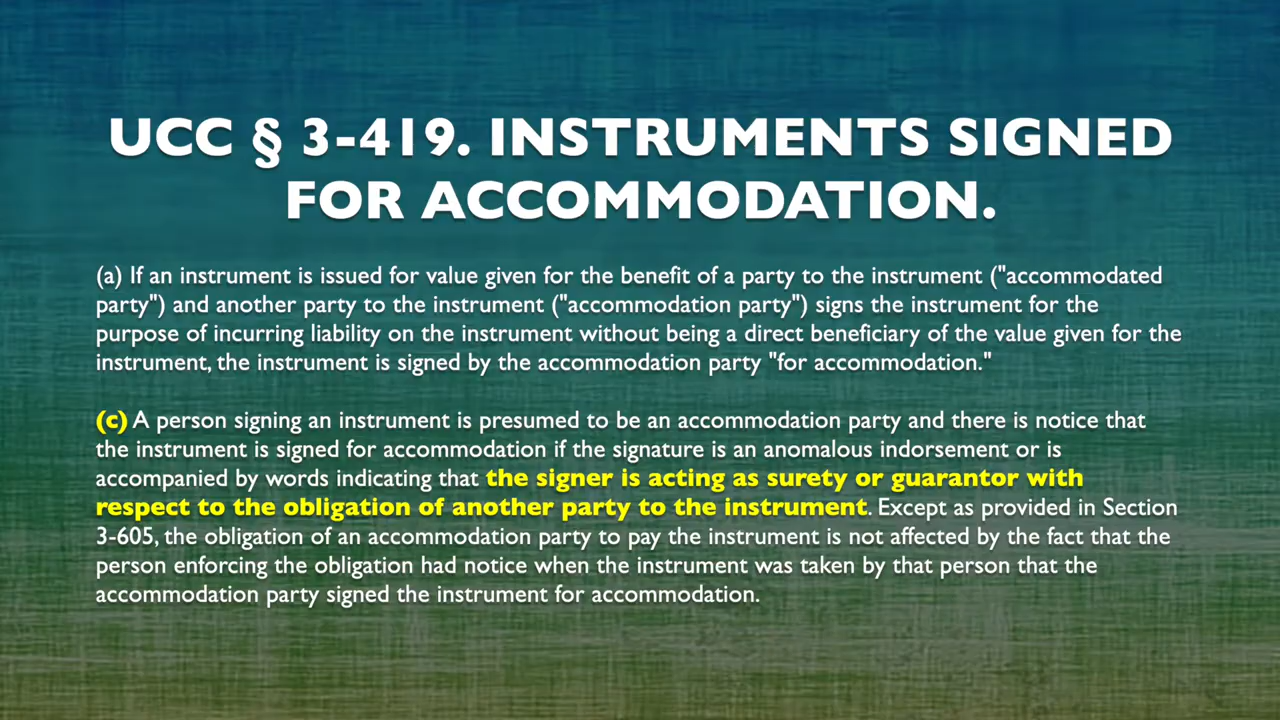 UCC § 3-419. INSTRUMENTS SIGNED
FOR ACCOMMODATION.
(a) If an instrument is issued for value given for the benefit of a party to the instrument ("accommodated
party") and another party to the instrument ("accommodation party") signs the instrument for the
purpose of incurring liability on the instrument without being a direct beneficiary of the value given for the
instrument, the instrument is signed by the accommodation party "for accommodation."
(c) A person signing an instrument is presumed to be an accommodation party and there is notice that
the instrument is signed for accommodation if the signature is an anomalous indorsement or is
accompanied by words indicating that the signer is acting as surety or guarantor with
respect to the obligation of another party to the instrument. Except as provided in Section
3-605, the obligation of an accommodation party to pay the instrument is not affected by the fact that the
person enforcing the obligation had notice when the instrument was taken by that person that the
accommodation party signed the instrument for accommodation.